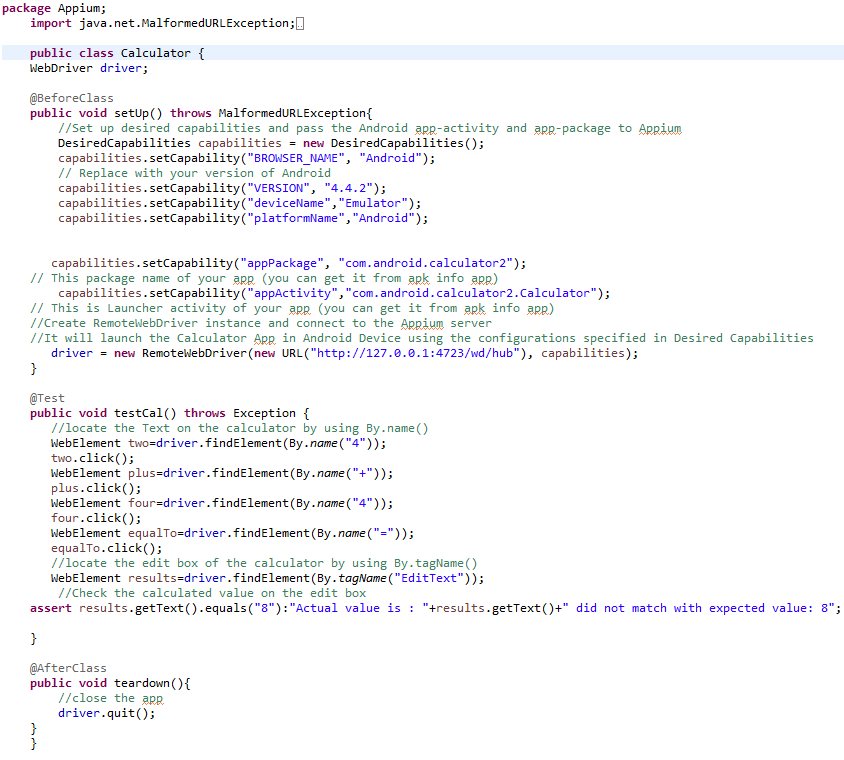 package Appium;
import java.net.MalformedURLException;
public class Calculator {
WebDriver driver;
@BeforeClass
public void setUp() throws MalformedURLException{
//Set up desired capabilities and pass the Android app-activity and app-package to Appium
DesiredCapabilities capabilities = new DesiredCapabilities();
capabilities.setCapability("BROWSER_NAME", "Android");
// Replace with your version of Android
capabilities.setCapability("VERSION", "4.4.2");
capabilities.setCapability("deviceName","Emulator");
capabilities.setCapability("platformName","Android");
capabilities.setCapability("appPackage", "com.android.calculator2");
// This package name of your app (you can get it from apk info app)
capabilities.setCapability("appActivity","com.android.calculator2.Calculator");
// This is Launcher activity of your app (you can get it from apk info app)
//Create RemoteWebDriver instance and connect to the Appium server
//It will launch the Calculator App in Android Device using the configurations specified in Desired Capabilities
driver = new RemoteWebDriver(new URL("http://127.0.0.1:4723/wd/hub"), capabilities);
}
@Test
public void testCal() throws Exception {
//locate the Text on the calculator by using By.name()
WebElement two=driver.findElement(By.name("4"));
two.click();
WebElement plus=driver.findElement(By.name("+"));
plus.click();
WebElement four=driver.findElement(By.name("4"));
four.click();
WebElement equalTo=driver.findElement(By.name("="));
equalTo.click();
//locate the edit box of the calculator by using By.tagName()
WebElement results=driver.findElement(By.tagName("EditText"));
//Check the calculated value on the edit box
assert results.getText().equals("8"):"Actual value is : "+results.getText()+" did not match with expected value: 8";
}
@AfterClass
public void teardown(){
//close the app
driver.quit();
}
}